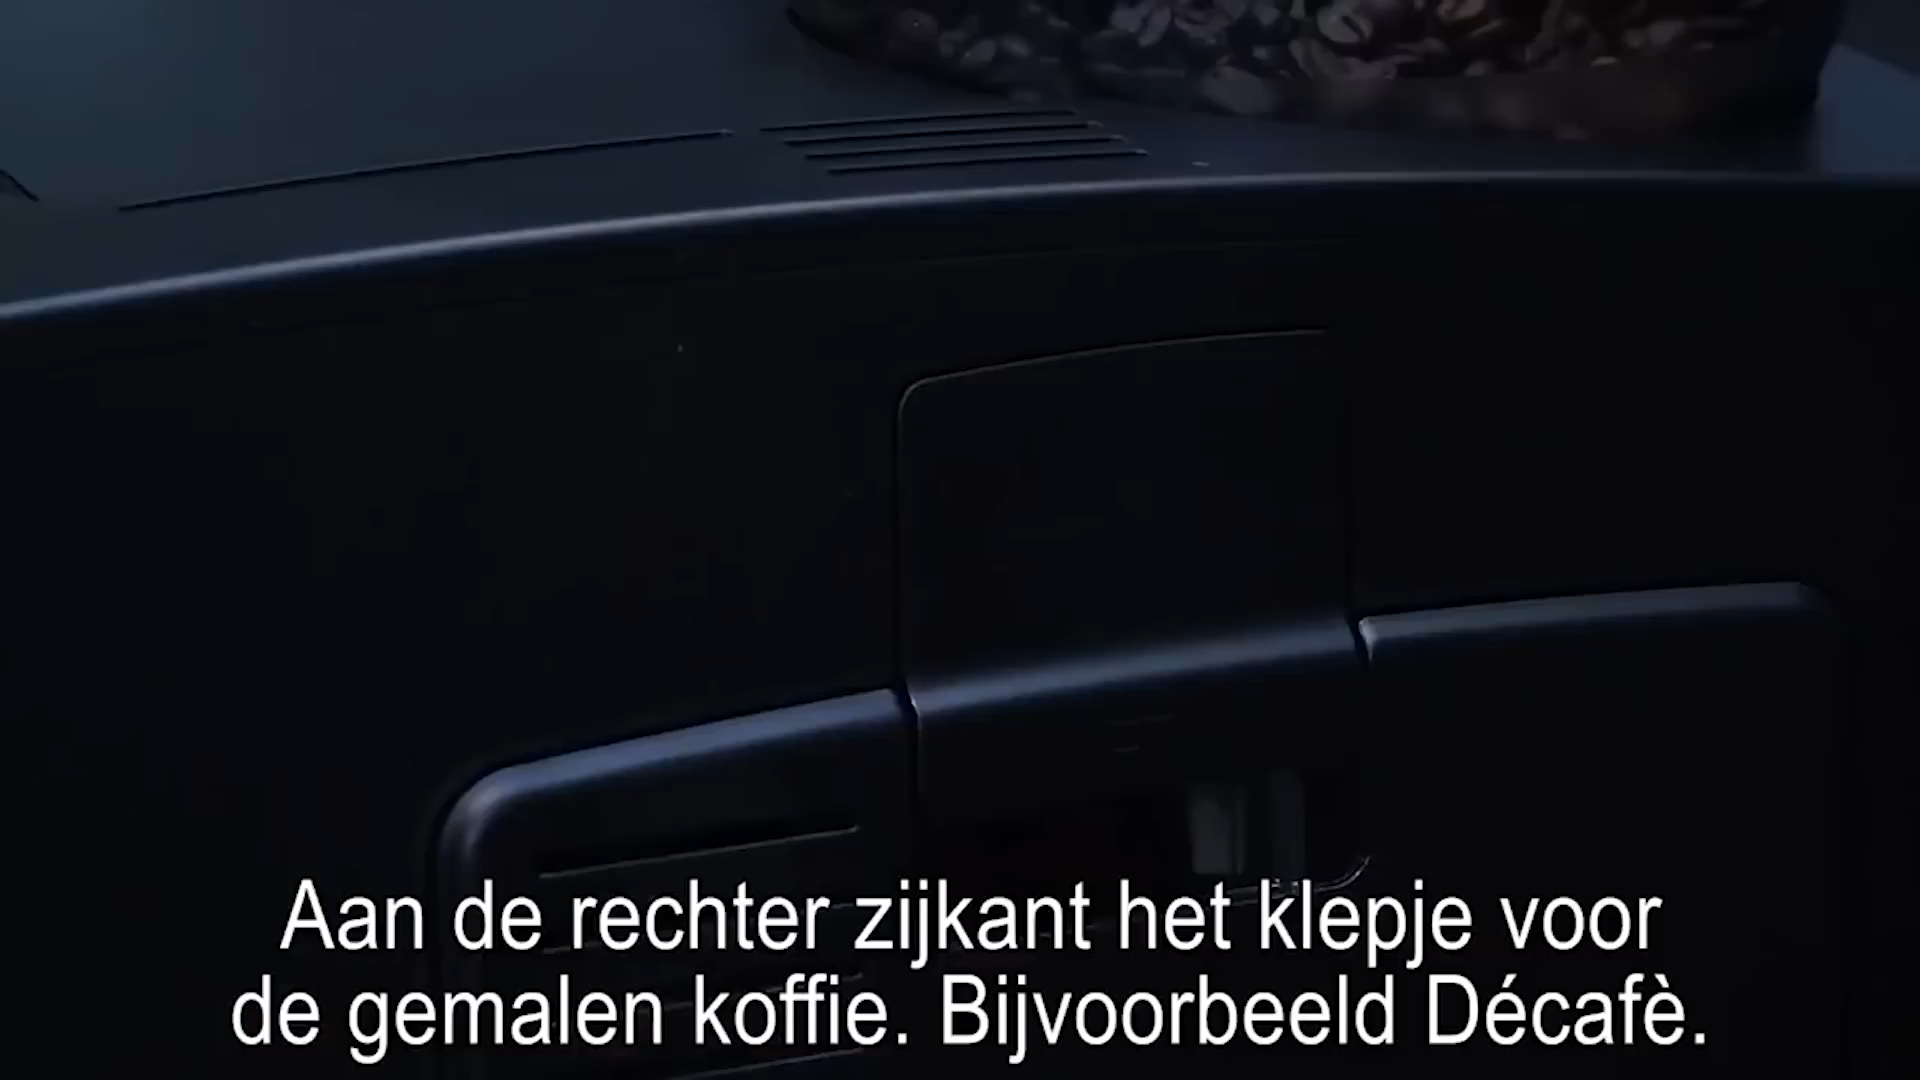 Aan de rechter zijkant het klepje voor
de gemalen koffie. Bijvoorbeeld Décafè.